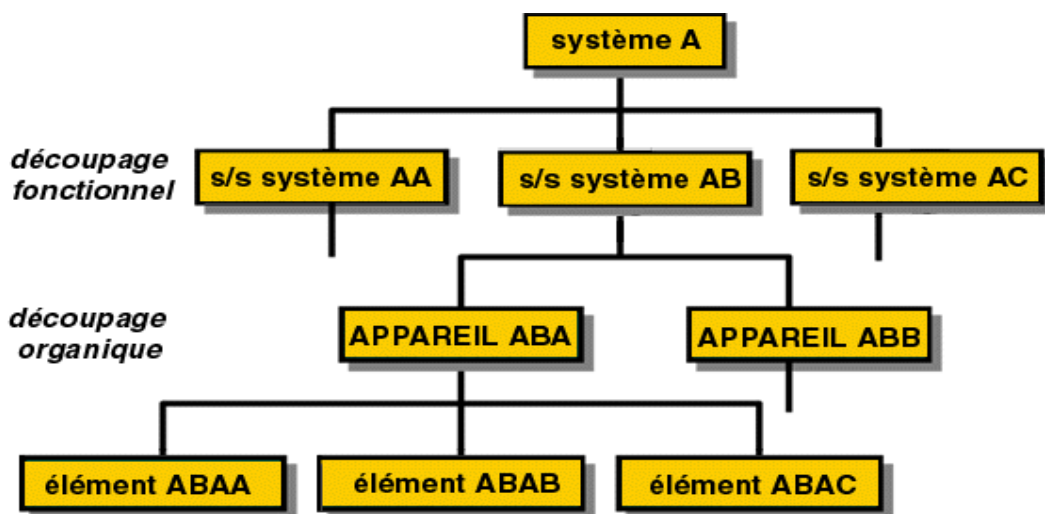 système A
découpage
fonctionnel
s/s système AA
s/s système AB
s/s système AC
découpage
organique
APPAREIL ABA
APPAREIL ABB
élément ABAA
élément ABAB
élément ABAC